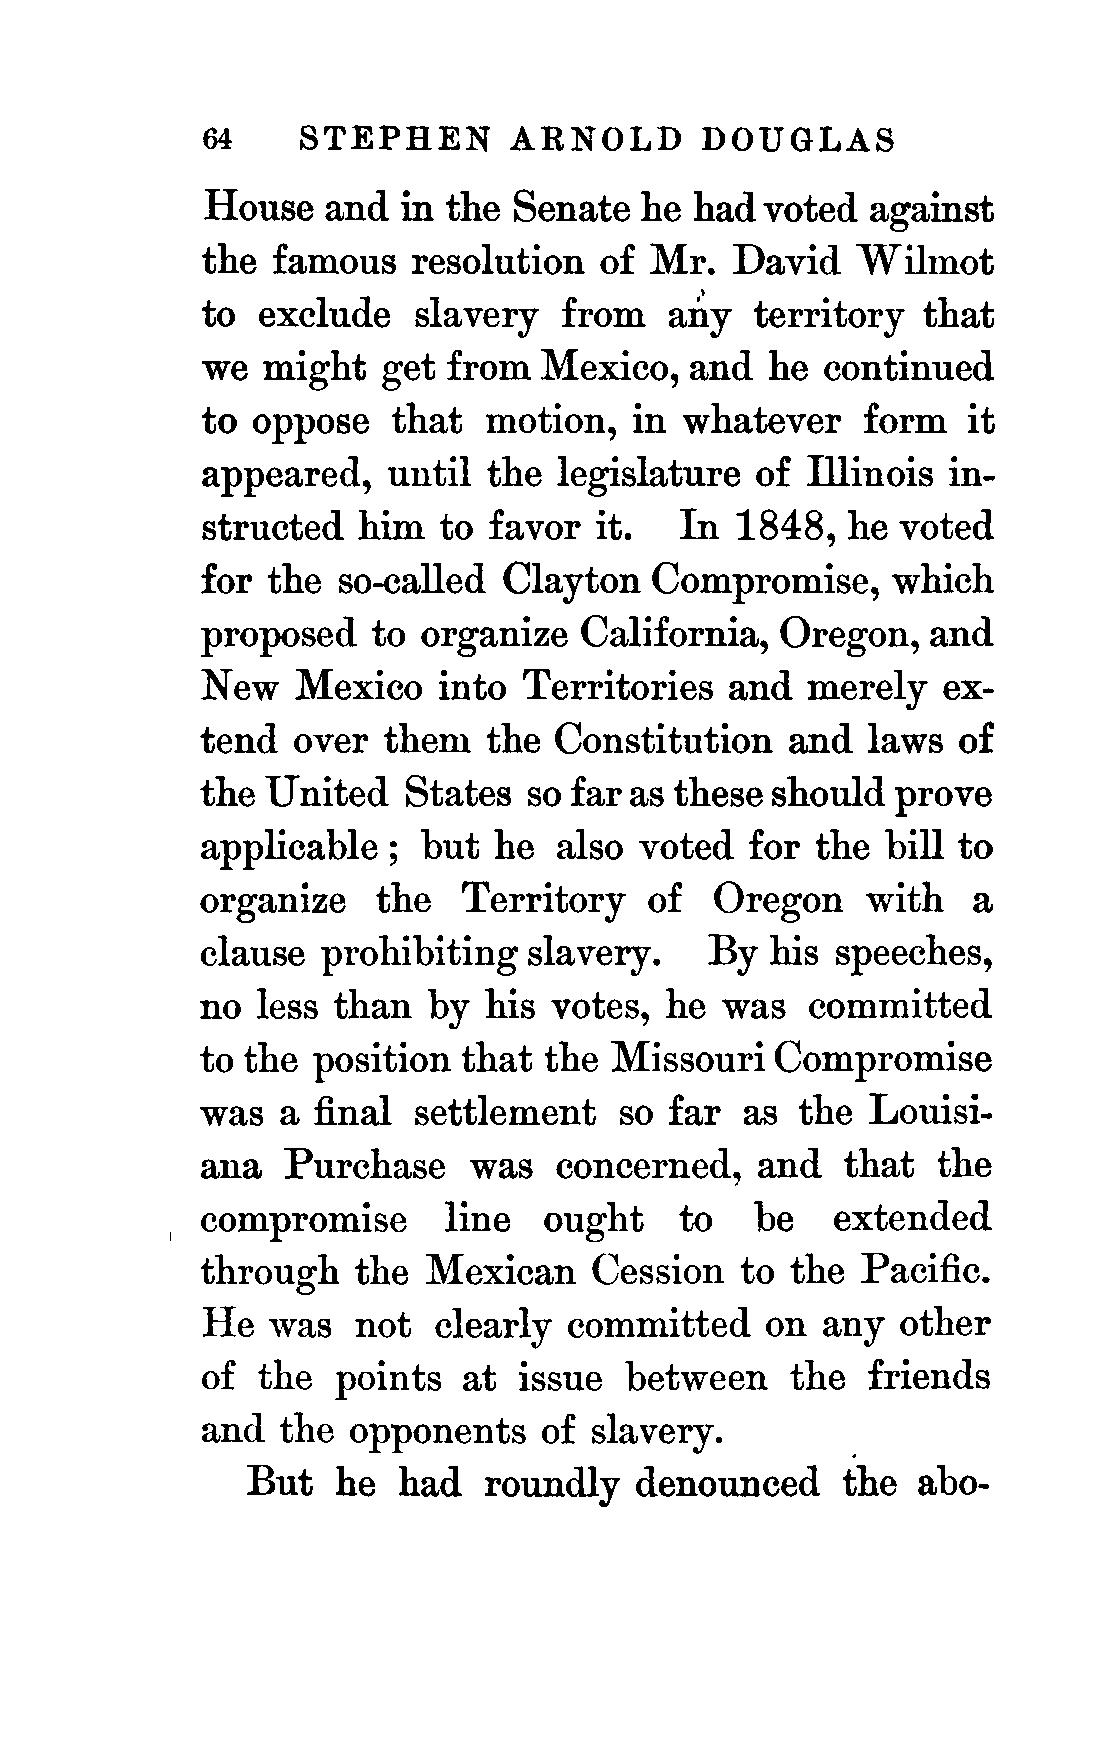 64 STEPHEN ARNOLD DOUGLAS
House and in the Senate he had voted against
the famous resolution of Mr. David Wilmot
to exclude slavery from any territory that
we might get from Mexico, and he continued
to oppose that motion, in whatever form it
appeared, until the legislature of Illinois in-
structed him to favor it. In 1848, he voted
for the so-called Clayton Compromise, which
proposed to organize California, Oregon, and
New Mexico into Territories and merely ex-
tend over them the Constitution and laws of
the United States so far as these should prove
applicable ; but he also voted for the bill to
organize the Territory of Oregon with a
clause prohibiting slavery. By his speeches,
no less than by his votes, he was committed
to the position that the Missouri Compromise
was a final settlement so far as the Louisi-
ana Purchase was concerned, and that the
compromise line ought to be extended
through the Mexican Cession to the Pacific.
He was not clearly committed on any other
of the points at issue between the friends
and the opponents of slavery.
But he had roundly denounced the abo-